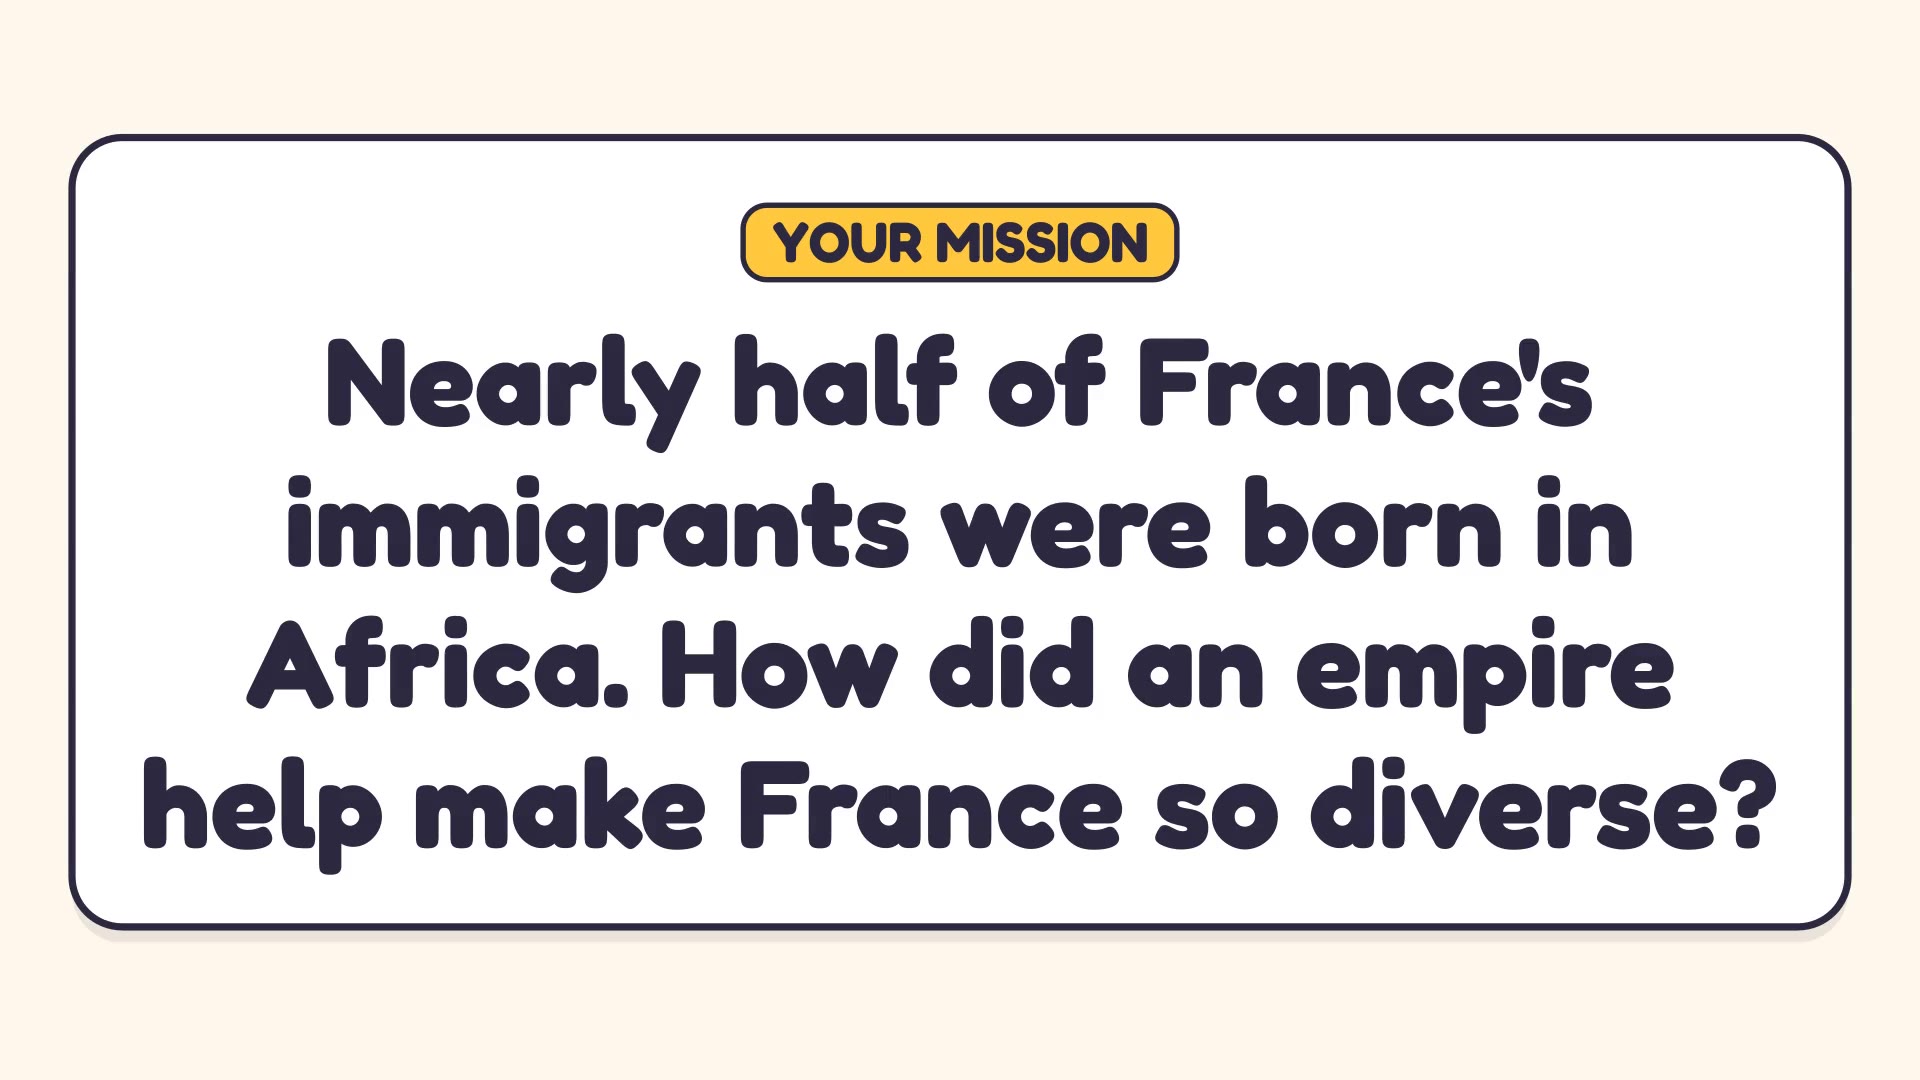 YOUR MISSION
Nearly half of France's
immigrants were born in
Africa. How did an empire
help make France so diverse?